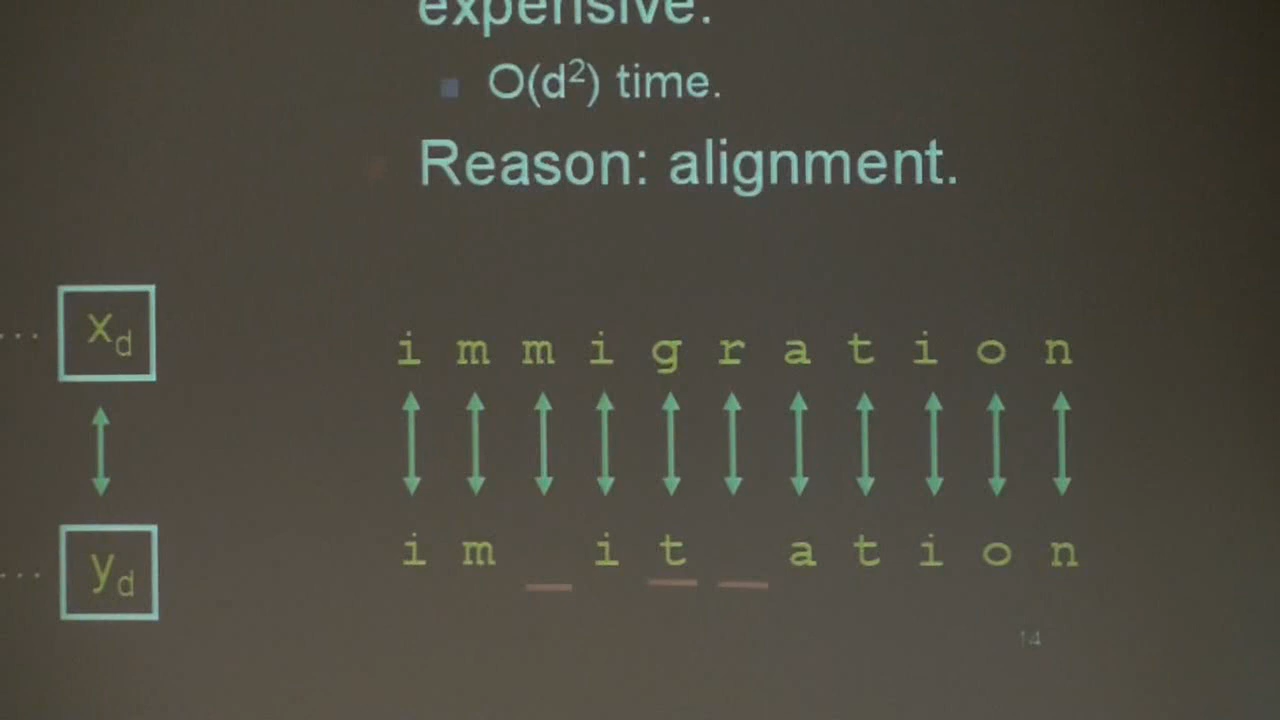 expensive.
O(d²) time.
Reason: alignment.
... x_d
i m m i g r a t i o n
... y_d
i m _ i t _ a t i o n
14